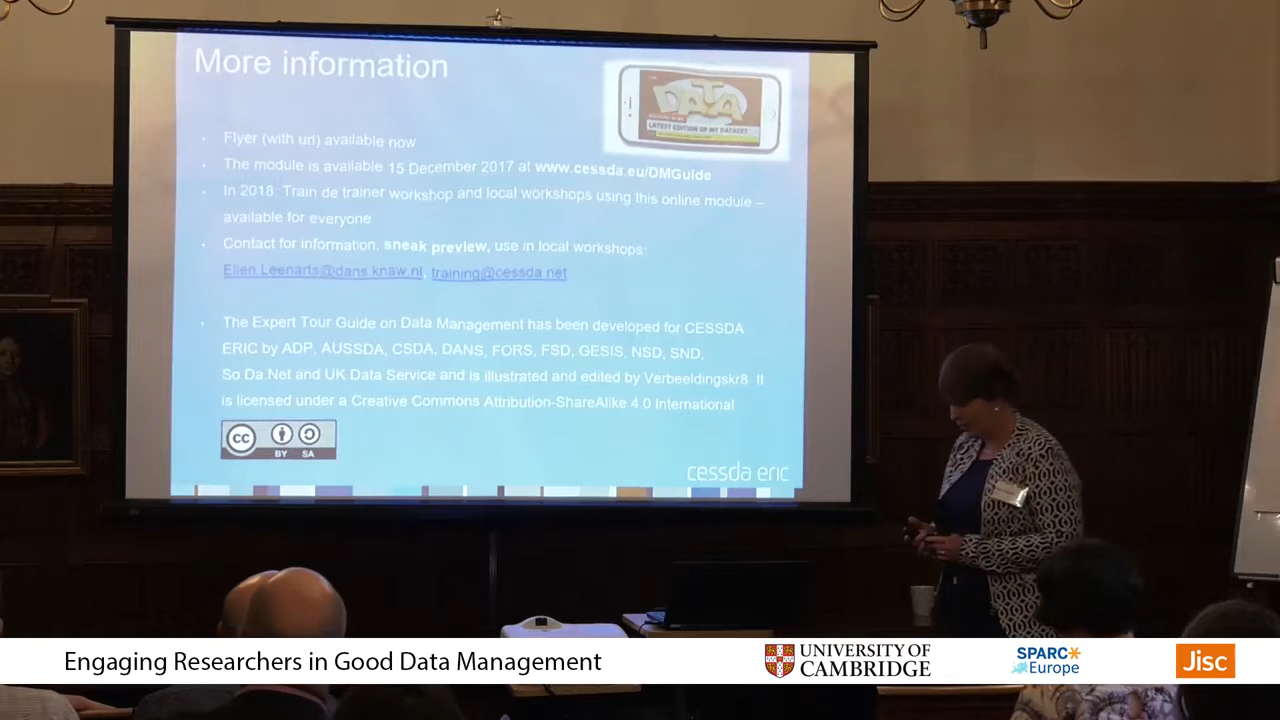 More information
DATA
LATEST EDITION OF MY DATASET
Flyer (with url) available now
The module is available 15 December 2017 at www.cessda.eu/DMGuide
In 2018: Train de trainer workshop and local workshops using this online module –
available for everyone
Contact for information, sneak preview, use in local workshops:
Ellen.Leenarts@dans.knaw.nl, training@cessda.net
The Expert Tour Guide on Data Management has been developed for CESSDA
ERIC by ADP, AUSSDA, CSDA, DANS, FORS, FSD, GESIS, NSD, SND,
So.Da.Net and UK Data Service and is illustrated and edited by Verbeeldingskr8. It
is licensed under a Creative Commons Attribution-ShareAlike 4.0 International
cc
BY SA
cessda eric
Engaging Researchers in Good Data Management
UNIVERSITY OF
CAMBRIDGE
SPARC
Europe
Jisc